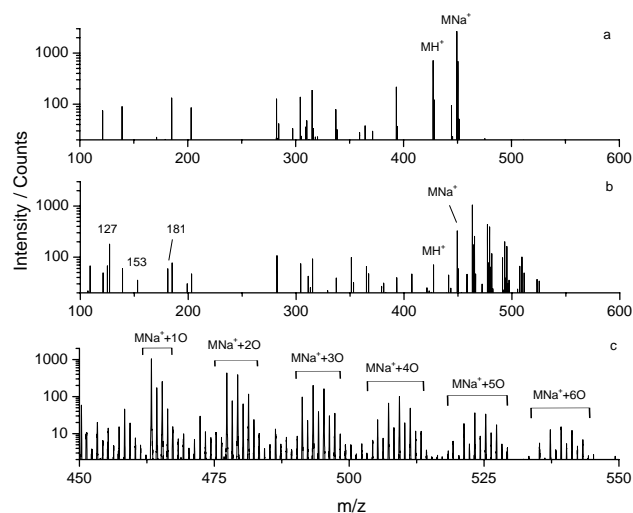 a
MNa⁺
MH⁺
1000
100
100 200 300 400 500 600
b
MNa⁺
MH⁺
127
153
181
1000
100
100 200 300 400 500 600
c
MNa⁺+1O
MNa⁺+2O
MNa⁺+3O
MNa⁺+4O
MNa⁺+5O
MNa⁺+6O
1000
100
10
450 475 500 525 550
Intensity / Counts
m/z